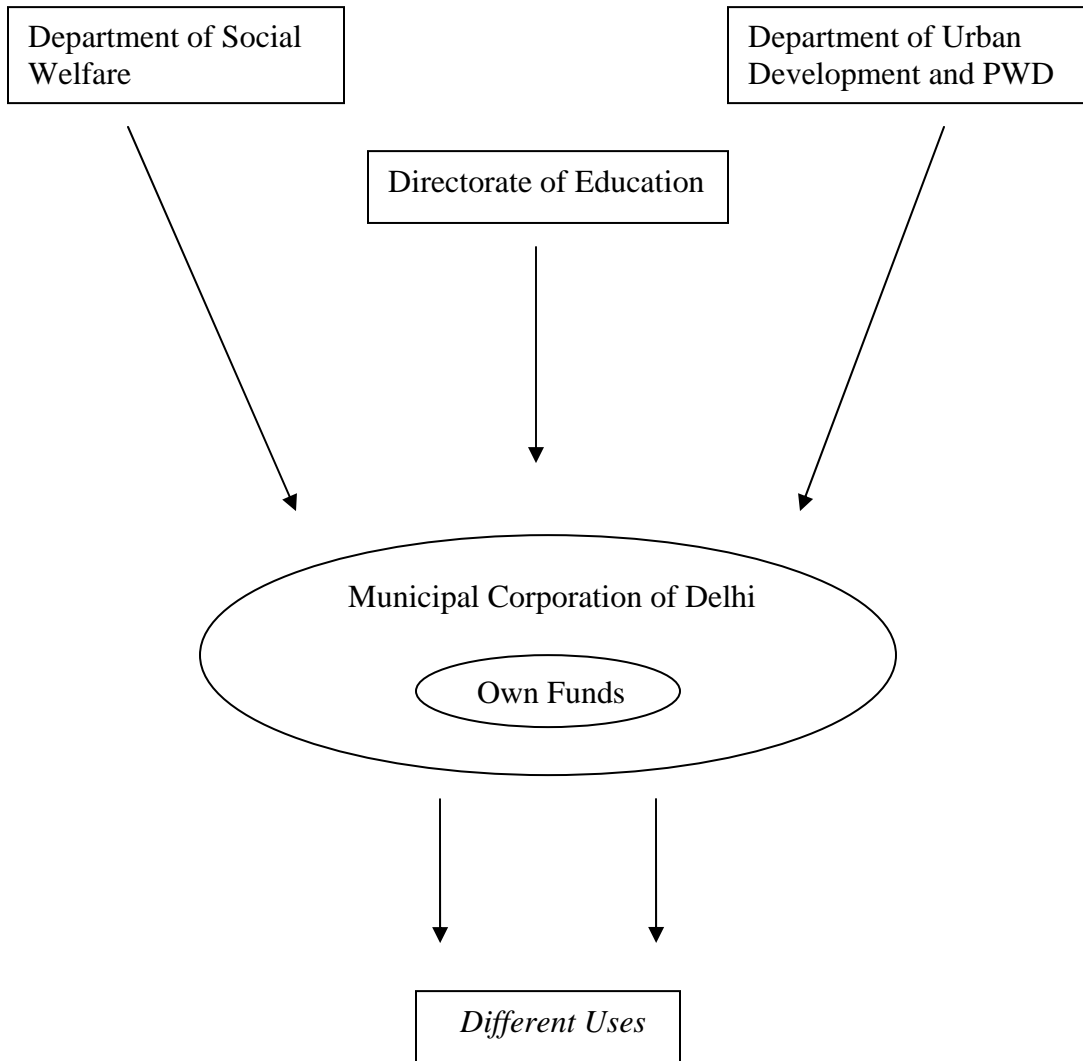 Department of Social
Welfare
Department of Urban
Development and PWD
Directorate of Education
Municipal Corporation of Delhi
Own Funds
Different Uses